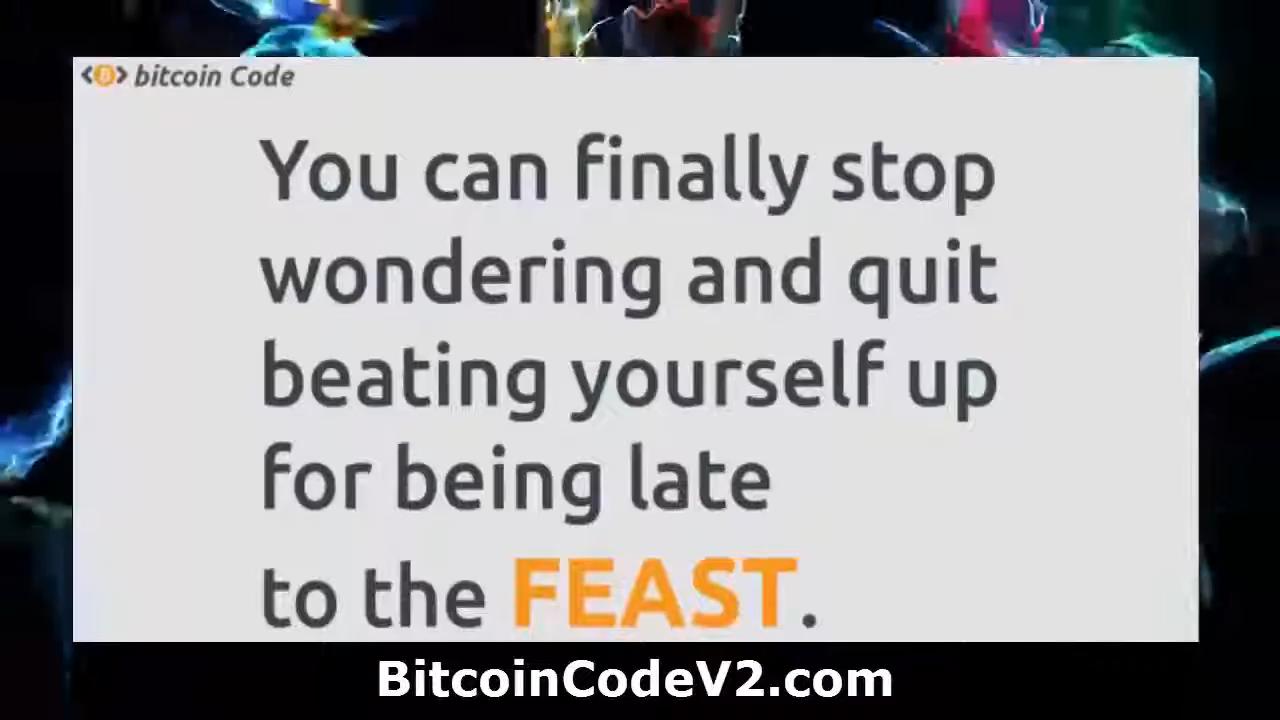 <B> bitcoin Code
You can finally stop
wondering and quit
beating yourself up
for being late
to the FEAST.
BitcoinCodeV2.com